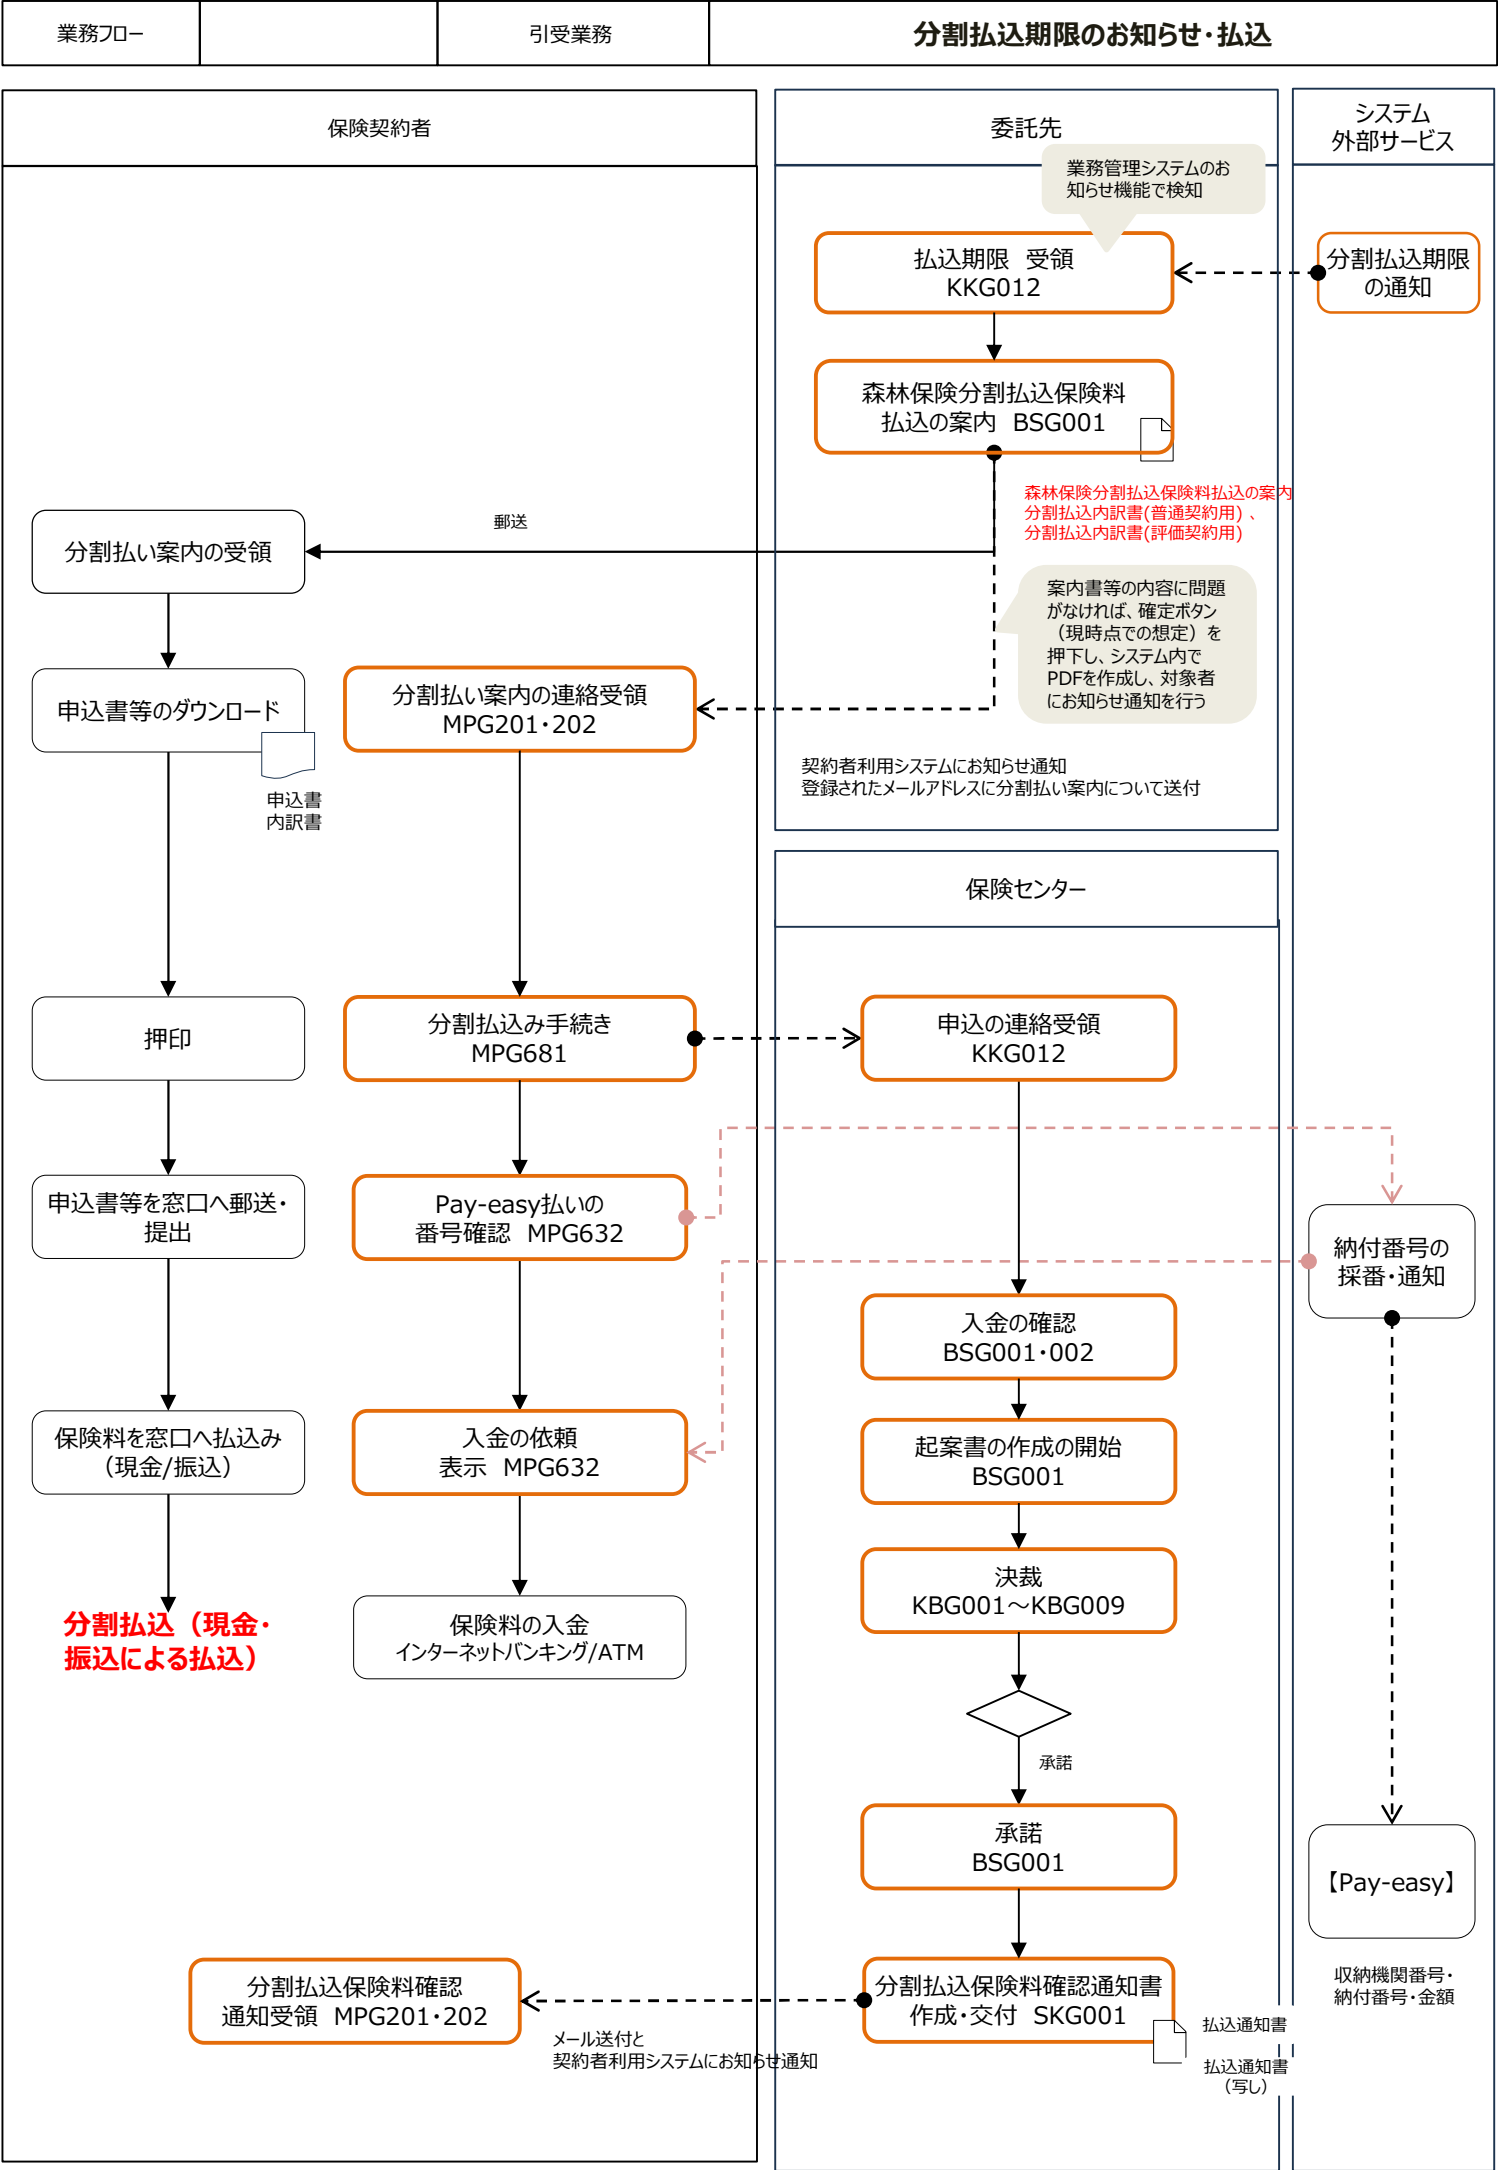 業務フロー
引受業務
分割払込期限のお知らせ・払込
保険契約者
委託先
システム
外部サービス
業務管理システムのお
知らせ機能で検知
払込期限　受領
KKG012
分割払込期限
の通知
森林保険分割払込保険料
払込の案内　BSG001
森林保険分割払込保険料払込の案内
分割払込内訳書(普通契約用) 、
分割払込内訳書(評価契約用)
郵送
分割払い案内の受領
案内書等の内容に問題
がなければ、確定ボタン
（現時点での想定）を
押下し、システム内で
PDFを作成し、対象者
にお知らせ通知を行う
申込書等のダウンロード
申込書
内訳書
分割払い案内の連絡受領
MPG201・202
契約者利用システムにお知らせ通知
登録されたメールアドレスに分割払い案内について送付
保険センター
押印
分割払込み手続き
MPG681
申込の連絡受領
KKG012
申込書等を窓口へ郵送・
提出
Pay-easy払いの
番号確認　MPG632
納付番号の
採番・通知
入金の確認
BSG001・002
保険料を窓口へ払込み
（現金/振込）
入金の依頼
表示　MPG632
起案書の作成の開始
BSG001
決裁
KBG001～KBG009
分割払込（現金・
振込による払込）
保険料の入金
インターネットバンキング/ATM
承諾
承諾
BSG001
【Pay-easy】
収納機関番号・
納付番号・金額
分割払込保険料確認
通知受領　MPG201・202
分割払込保険料確認通知書
作成・交付　SKG001
メール送付と
契約者利用システムにお知らせ通知
払込通知書
払込通知書
（写し）